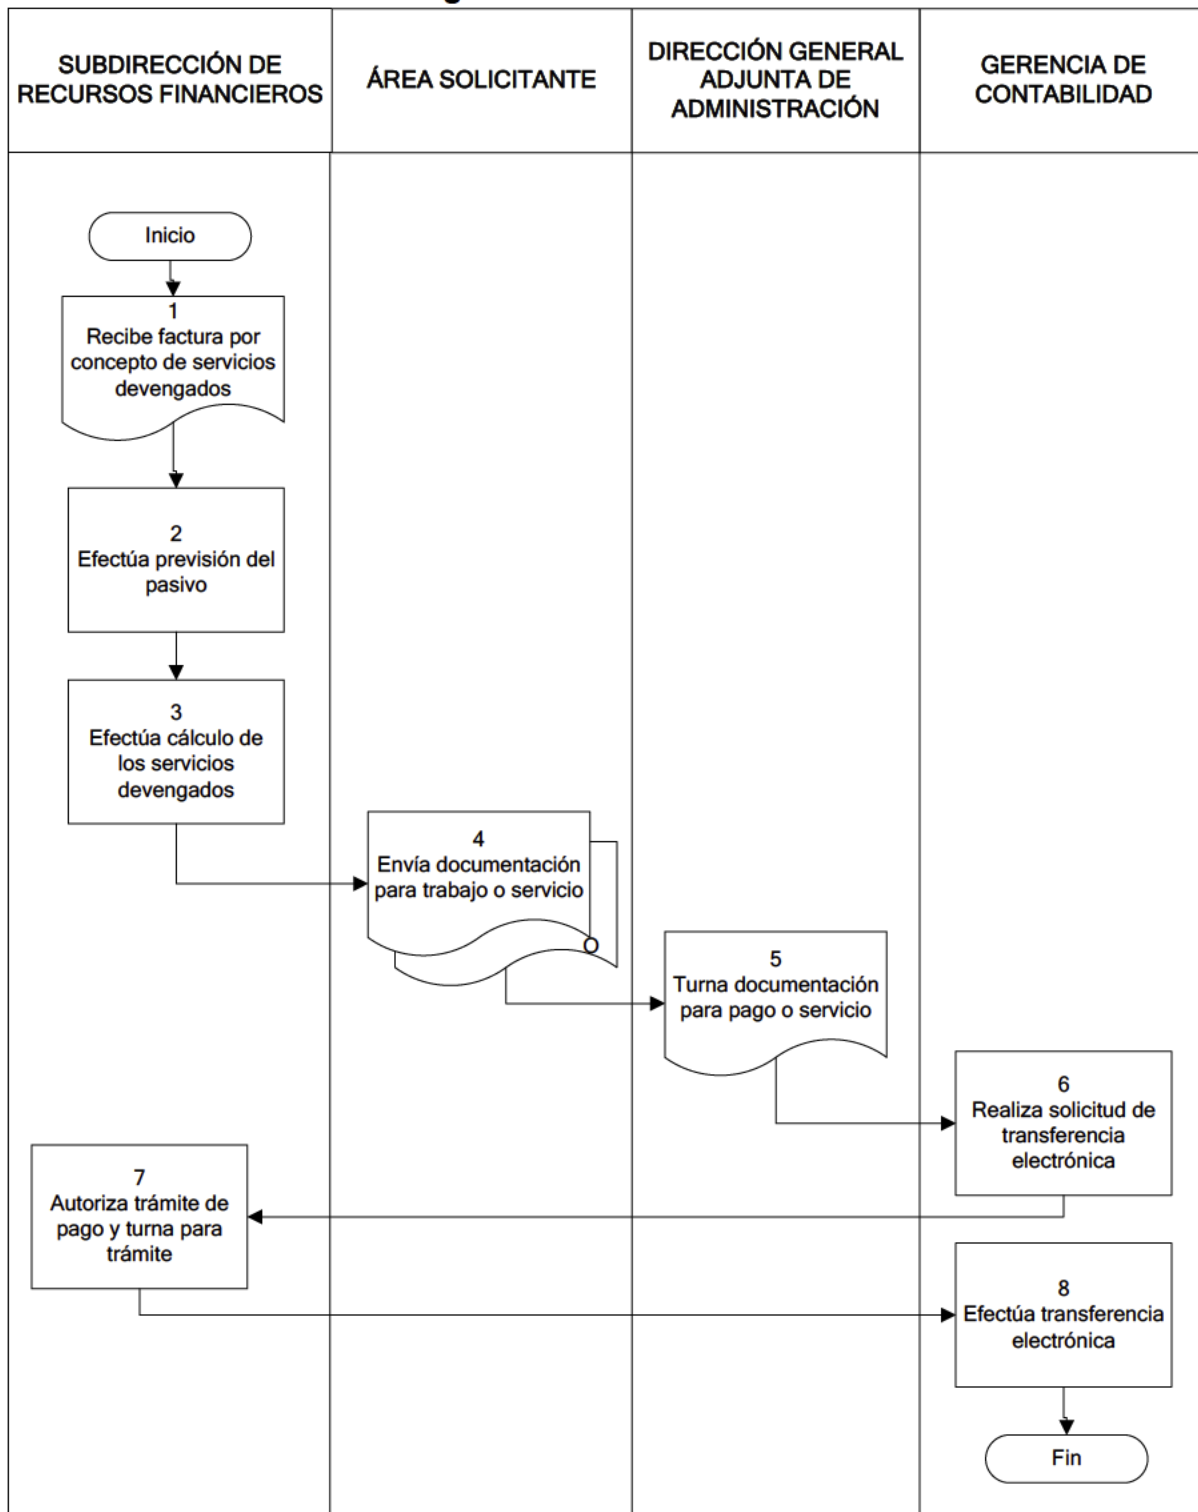 SUBDIRECCIÓN DE
RECURSOS FINANCIEROS
ÁREA SOLICITANTE
DIRECCIÓN GENERAL
ADJUNTA DE
ADMINISTRACIÓN
GERENCIA DE
CONTABILIDAD
Inicio
1
Recibe factura por
concepto de servicios
devengados
2
Efectúa previsión del
pasivo
3
Efectúa cálculo de
los servicios
devengados
4
Envía documentación
para trabajo o servicio
O
5
Turna documentación
para pago o servicio
6
Realiza solicitud de
transferencia
electrónica
7
Autoriza trámite de
pago y turna para
trámite
8
Efectúa transferencia
electrónica
Fin